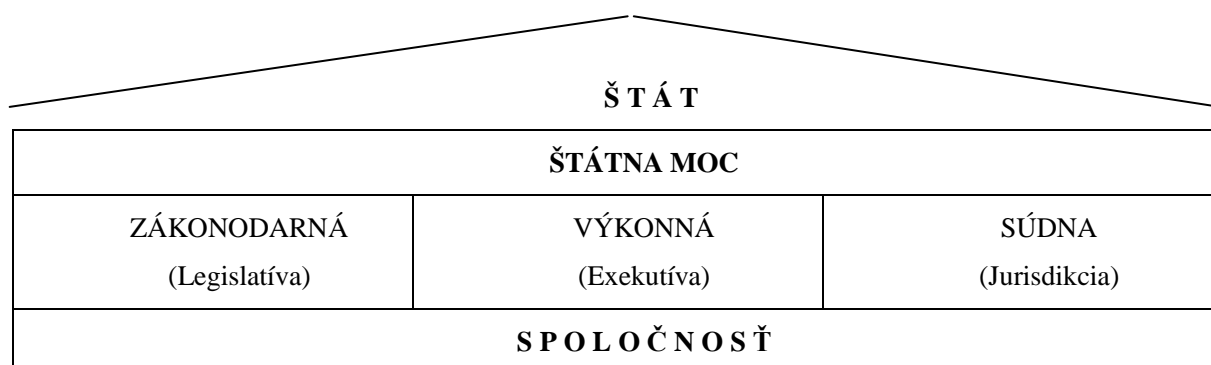 Š T Á T
ŠTÁTNA MOC
ZÁKONODARNÁ
(Legislatíva)
VÝKONNÁ
(Exekutíva)
SÚDNA
(Jurisdikcia)
S P O L O Č N O S Ť